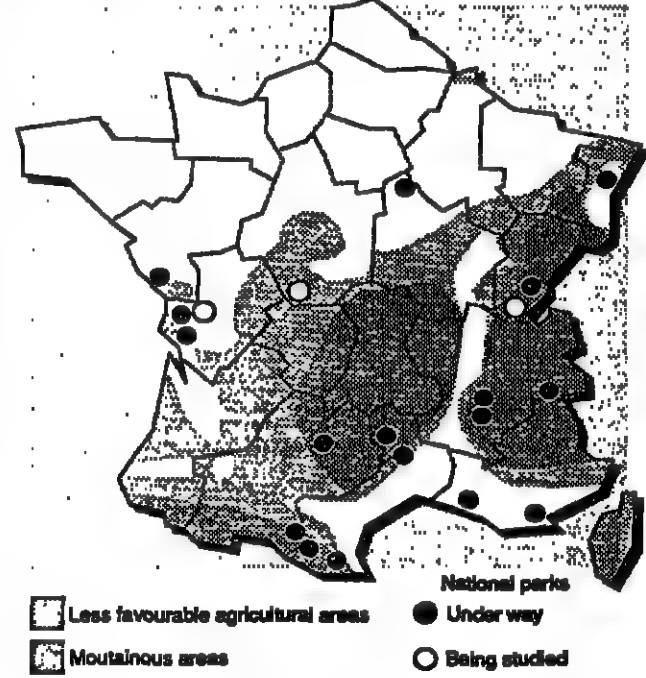 National parks
Less favourable agricultural areas
Under way
Moutainous areas
Being studied